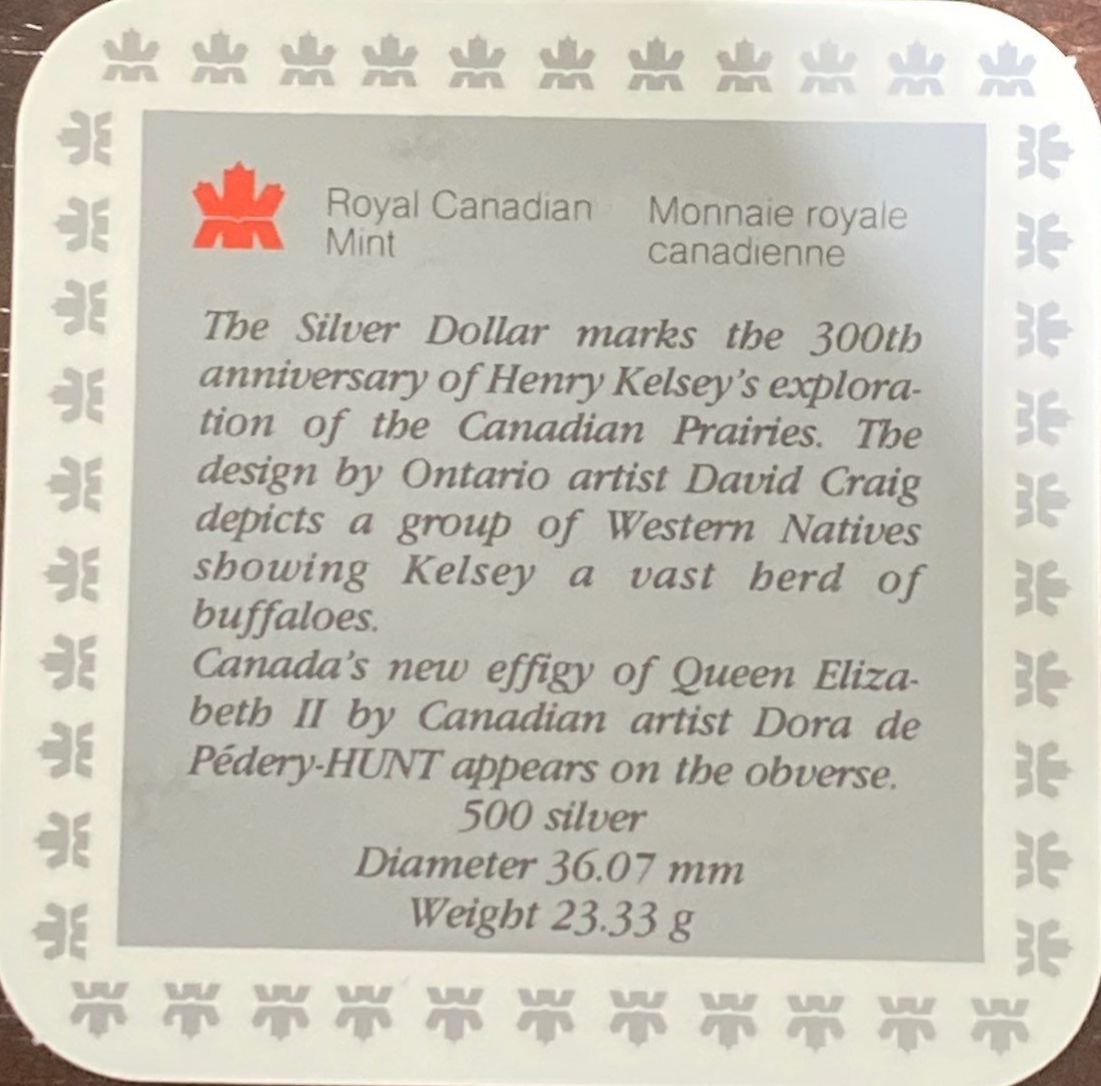 Royal Canadian
Mint
Monnaie royale
canadienne
The Silver Dollar marks the 300th
anniversary of Henry Kelsey's explora-
tion of the Canadian Prairies. The
design by Ontario artist David Craig
depicts a group of Western Natives
showing Kelsey a vast herd of
buffaloes.
Canada's new effigy of Queen Eliza-
beth II by Canadian artist Dora de
Pédery-HUNT appears on the obverse.
500 silver
Diameter 36.07 mm
Weight 23.33 g